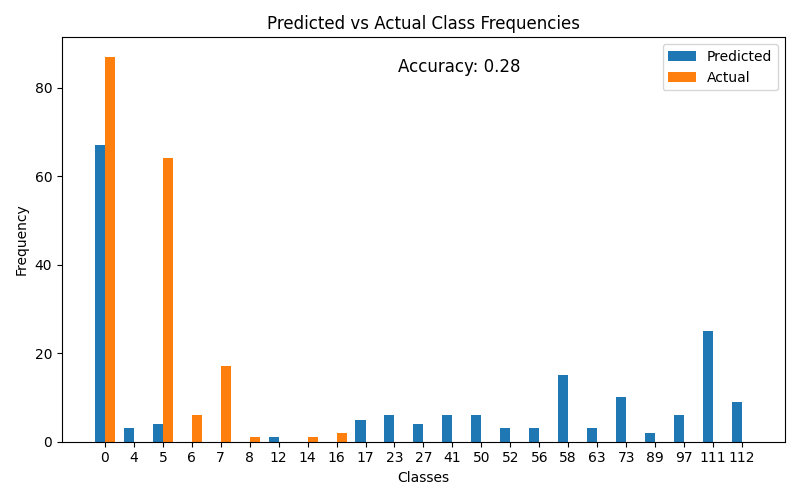 Predicted vs Actual Class Frequencies
Accuracy: 0.28
Predicted
Actual
Frequency
80
60
40
20
0
0 4 5 6 7 8 12 14 16 17 23 27 41 50 52 56 58 63 73 89 97 111 112
Classes